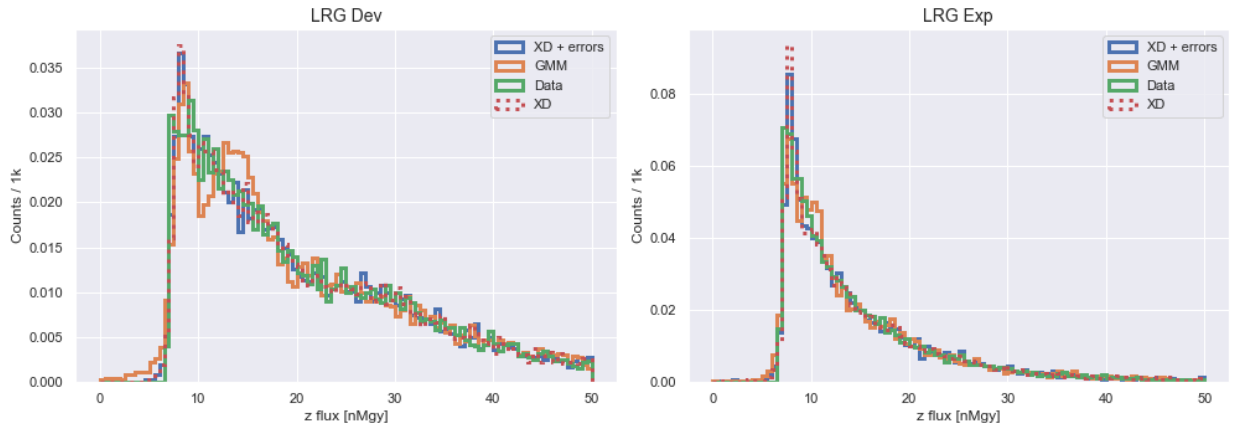 LRG Dev
Counts / 1k
0.035
0.030
0.025
0.020
0.015
0.010
0.005
0.000
XD + errors
GMM
Data
XD
0 10 20 30 40 50
z flux [nMgy]
LRG Exp
Counts / 1k
0.08
0.06
0.04
0.02
0.00
XD + errors
GMM
Data
XD
0 10 20 30 40 50
z flux [nMgy]